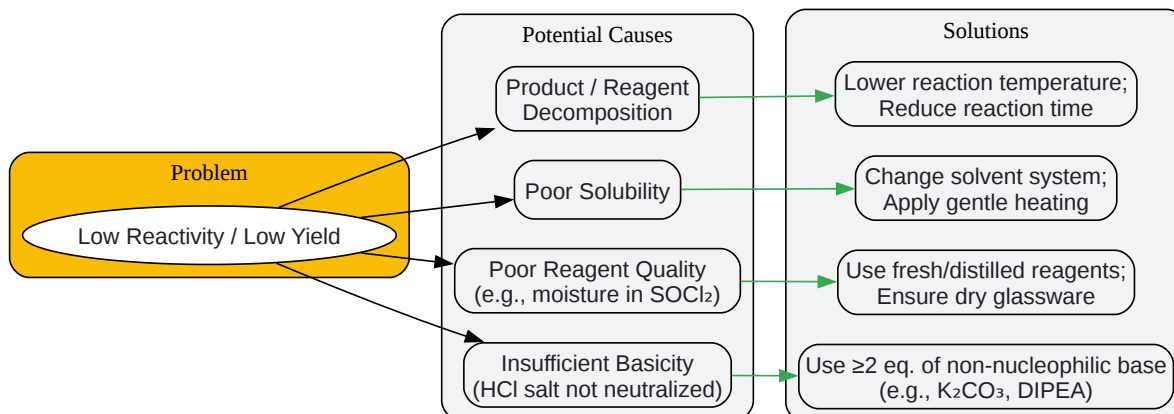 Problem
Low Reactivity / Low Yield
Potential Causes
Product / Reagent
Decomposition
Poor Solubility
Poor Reagent Quality
(e.g., moisture in SOCl₂)
Insufficient Basicity
(HCl salt not neutralized)
Solutions
Lower reaction temperature;
Reduce reaction time
Change solvent system;
Apply gentle heating
Use fresh/distilled reagents;
Ensure dry glassware
Use ≥2 eq. of non-nucleophilic base
(e.g., K₂CO₃, DIPEA)